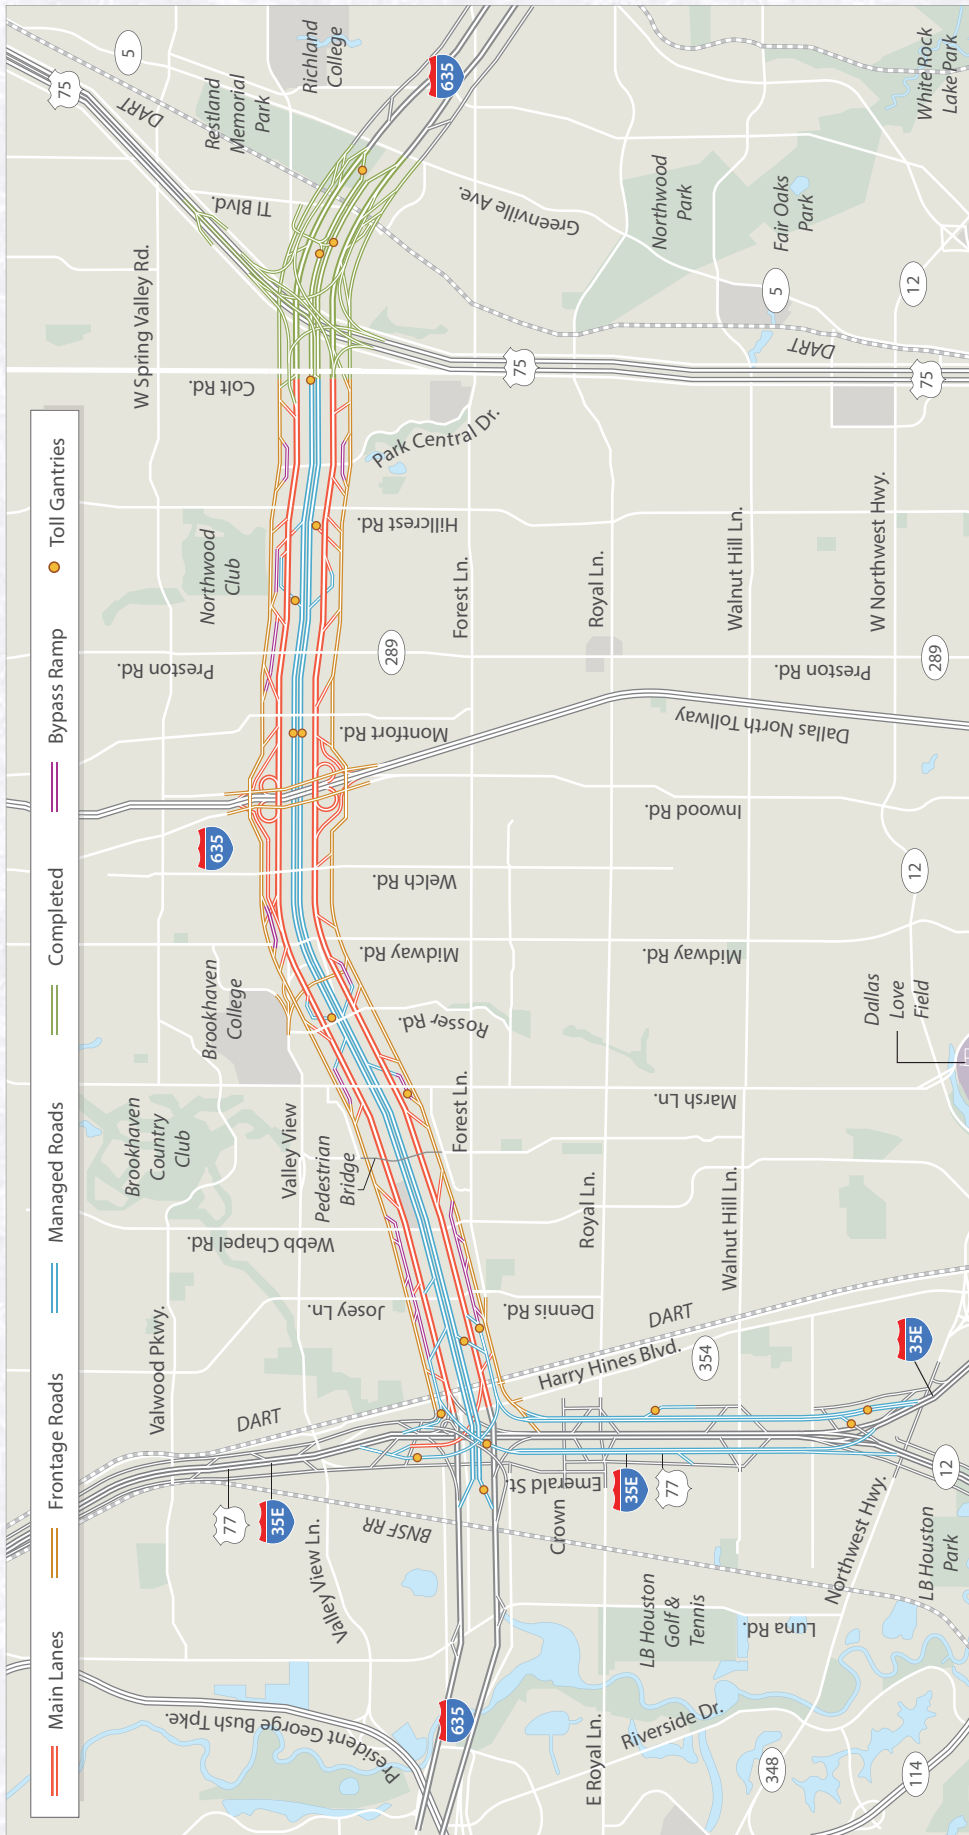 Main Lanes
Frontage Roads
Managed Roads
Completed
Bypass Ramp
Toll Gantries
75
5
DART
Restland
Memorial
Park
Richland
College
635
White Rock
Lake Park
TI Blvd.
Greenville Ave.
Northwood
Park
Fair Oaks
Park
5
12
W Spring Valley Rd.
Colt Rd.
DART
75
75
Park Central Dr.
Hillcrest Rd.
Northwood
Club
Forest Ln.
Royal Ln.
Walnut Hill Ln.
W Northwest Hwy.
Preston Rd.
289
Preston Rd.
289
Montfort Rd.
Dallas North Tollway
Inwood Rd.
635
Welch Rd.
12
Midway Rd.
Midway Rd.
Brookhaven
College
Rosser Rd.
Dallas
Love
Field
Marsh Ln.
Brookhaven
Country
Club
Valley View
Pedestrian
Bridge
Forest Ln.
Royal Ln.
Walnut Hill Ln.
Webb Chapel Rd.
Josey Ln.
Dennis Rd.
Valwood Pkwy.
DART
DART
Harry Hines Blvd.
354
35E
77
35E
BNSF RR
Emerald St.
Crown
35E
77
12
Valley View Ln.
Northwest Hwy.
LB Houston
Park
LB Houston
Golf &
Tennis
Luna Rd.
President George Bush Tpke.
635
E Royal Ln.
Riverside Dr.
348
114